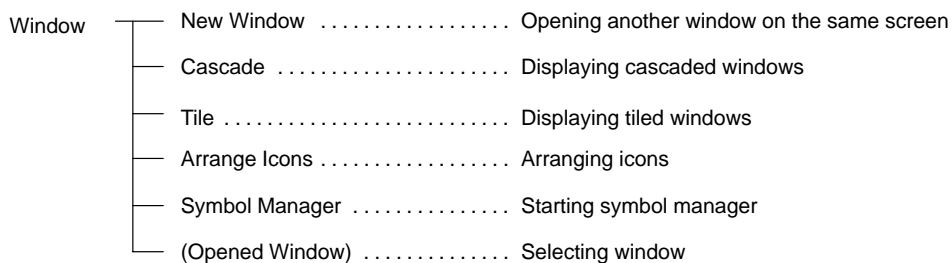 Window New Window . . . . . . . . . . . . . . . . . Opening another window on the same screen
Cascade . . . . . . . . . . . . . . . . . . . . . Displaying cascaded windows
Tile . . . . . . . . . . . . . . . . . . . . . . . . . . Displaying tiled windows
Arrange Icons . . . . . . . . . . . . . . . . . Arranging icons
Symbol Manager . . . . . . . . . . . . . . Starting symbol manager
(Opened Window) . . . . . . . . . . . . . Selecting window